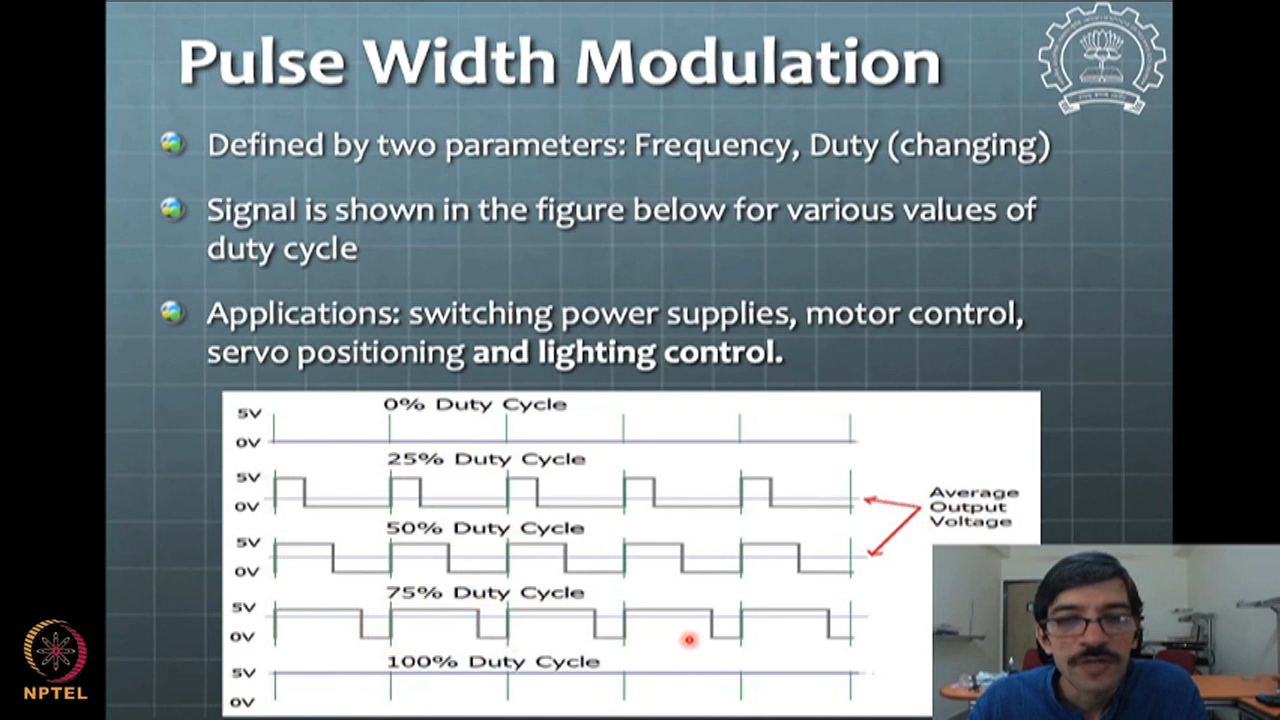 Pulse Width Modulation
Defined by two parameters: Frequency, Duty (changing)
Signal is shown in the figure below for various values of
duty cycle
Applications: switching power supplies, motor control,
servo positioning and lighting control.
0% Duty Cycle
5V
0V
25% Duty Cycle
5V
0V
Average
Output
Voltage
50% Duty Cycle
5V
0V
75% Duty Cycle
5V
0V
100% Duty Cycle
5V
0V
NPTEL